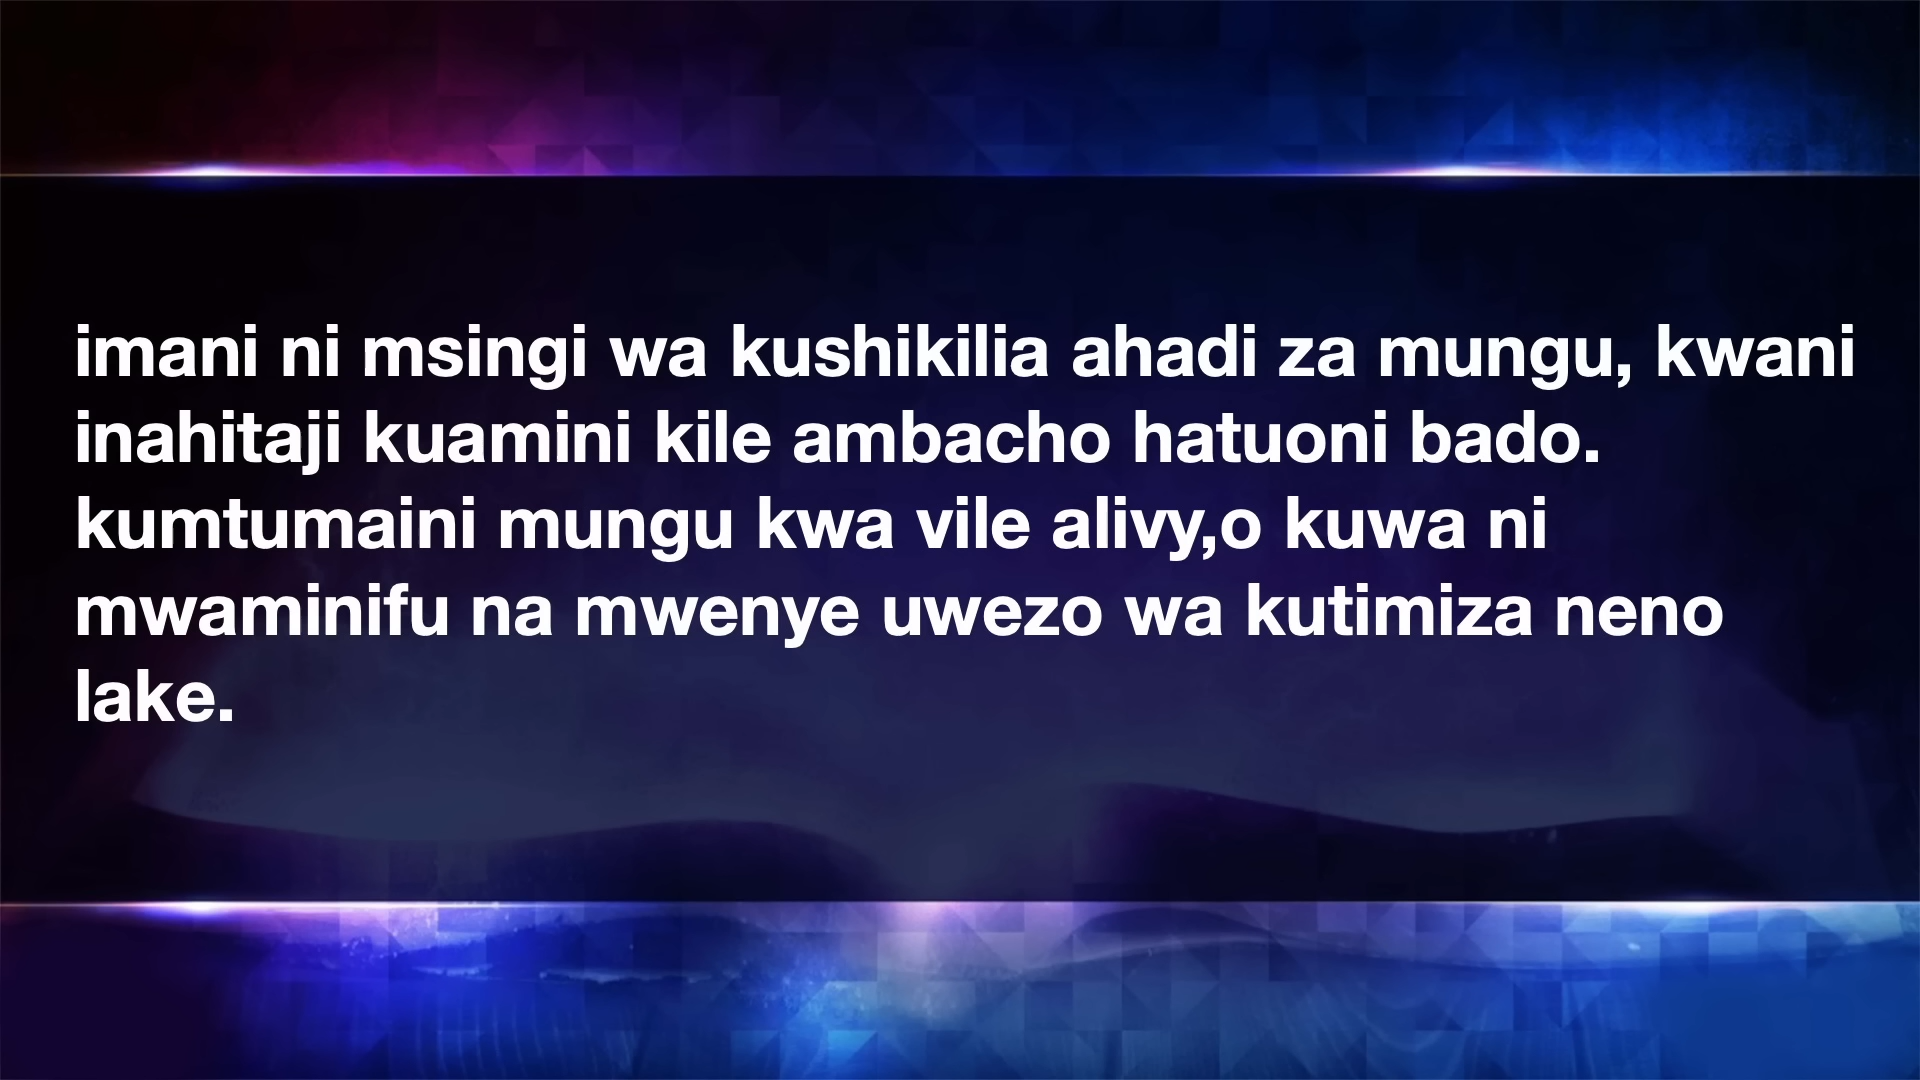 imani ni msingi wa kushikilia ahadi za mungu, kwani
inahitaji kuamini kile ambacho hatuoni bado.
kumtumaini mungu kwa vile alivy,o kuwa ni
mwaminifu na mwenye uwezo wa kutimiza neno
lake.